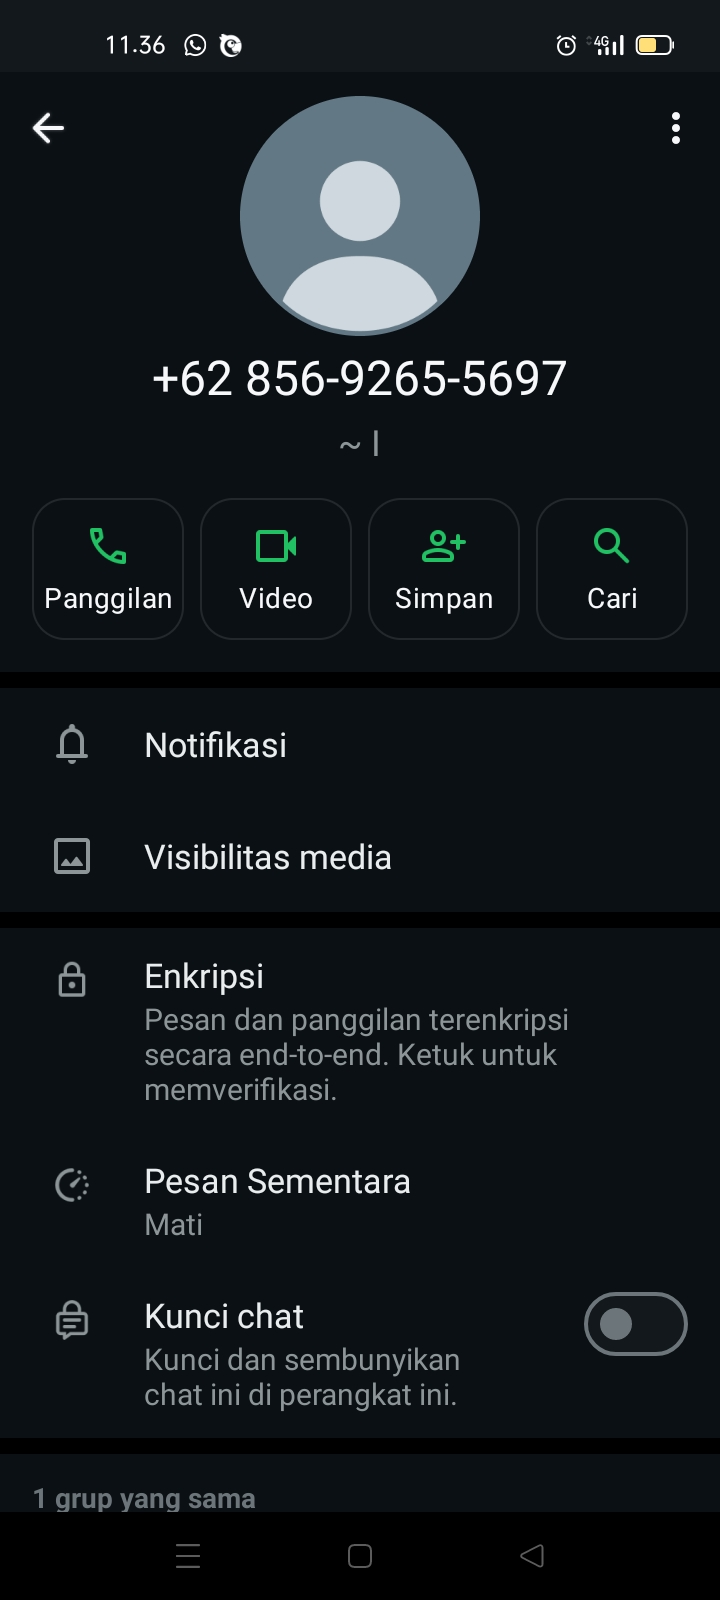 11.36
4G
+62 856-9265-5697
~ l
Panggilan
Video
Simpan
Cari
Notifikasi
Visibilitas media
Enkripsi
Pesan dan panggilan terenkripsi
secara end-to-end. Ketuk untuk
memverifikasi.
Pesan Sementara
Mati
Kunci chat
Kunci dan sembunyikan
chat ini di perangkat ini.
1 grup yang sama